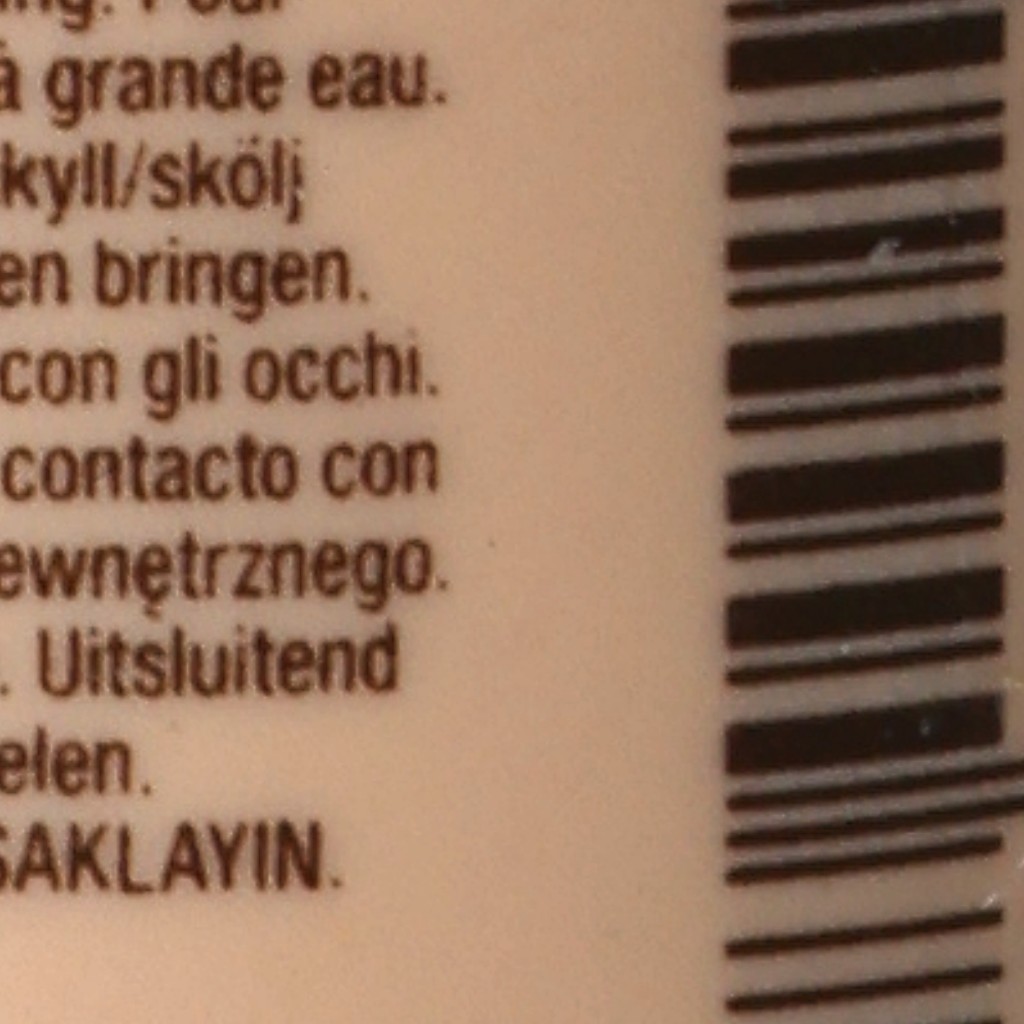 à grande eau.
kyll/skölj
en bringen.
con gli occhi.
contacto con
ewnętrznego.
. Uitsluitend
elen.
SAKLAYIN.